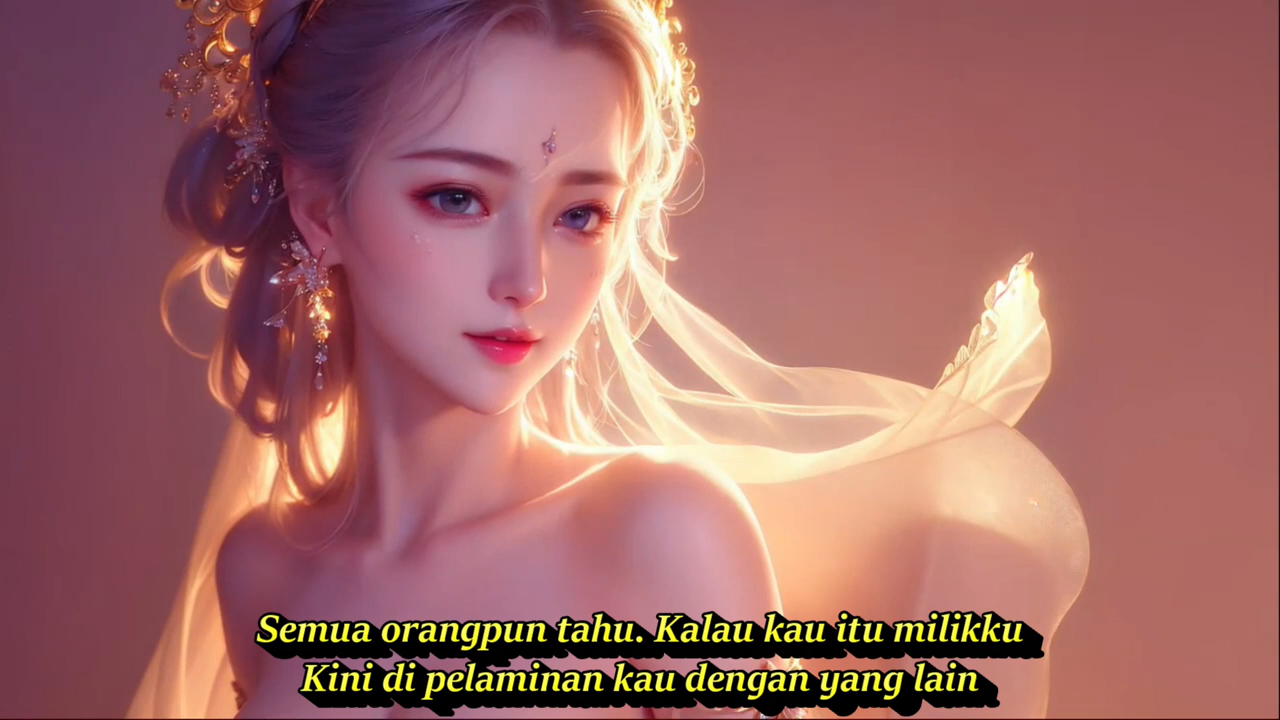 Semua orangpun tahu. Kalau kau itu milikku
Kini di pelaminan kau dengan yang lain